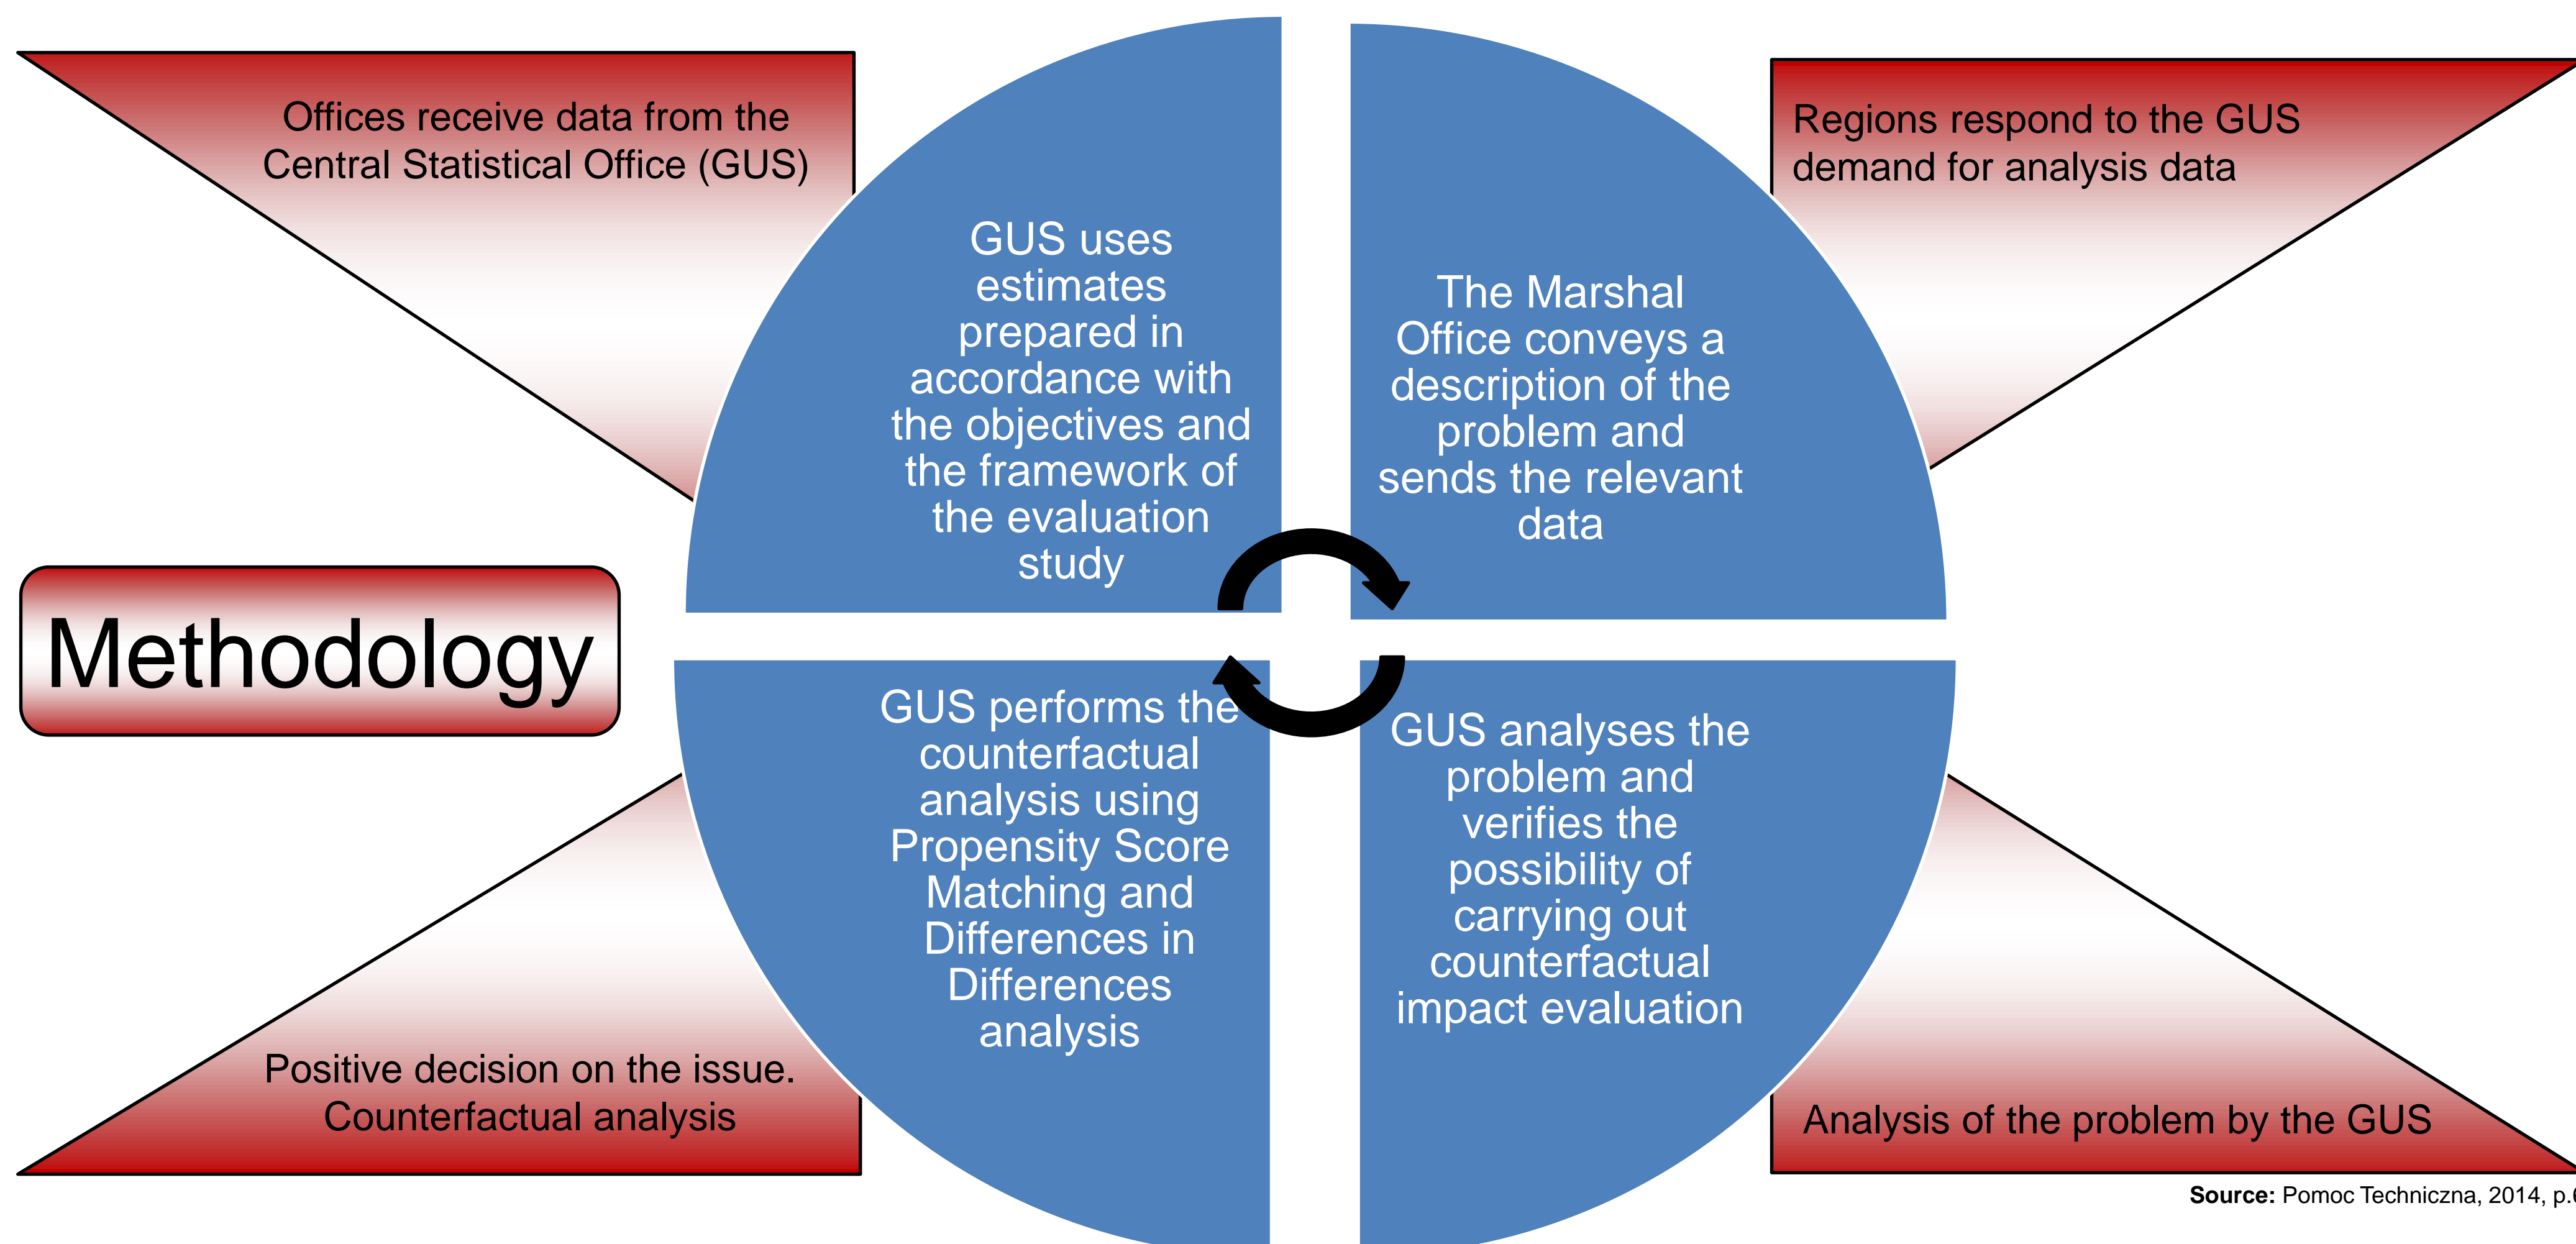 Offices receive data from the
Central Statistical Office (GUS)
GUS uses
estimates
prepared in
accordance with
the objectives and
the framework of
the evaluation
study
The Marshal
Office conveys a
description of the
problem and
sends the relevant
data
Regions respond to the GUS
demand for analysis data
Methodology
GUS performs the
counterfactual
analysis using
Propensity Score
Matching and
Differences in
Differences
analysis
GUS analyses the
problem and
verifies the
possibility of
carrying out
counterfactual
impact evaluation
Positive decision on the issue.
Counterfactual analysis
Analysis of the problem by the GUS
Source: Pomoc Techniczna, 2014, p.6